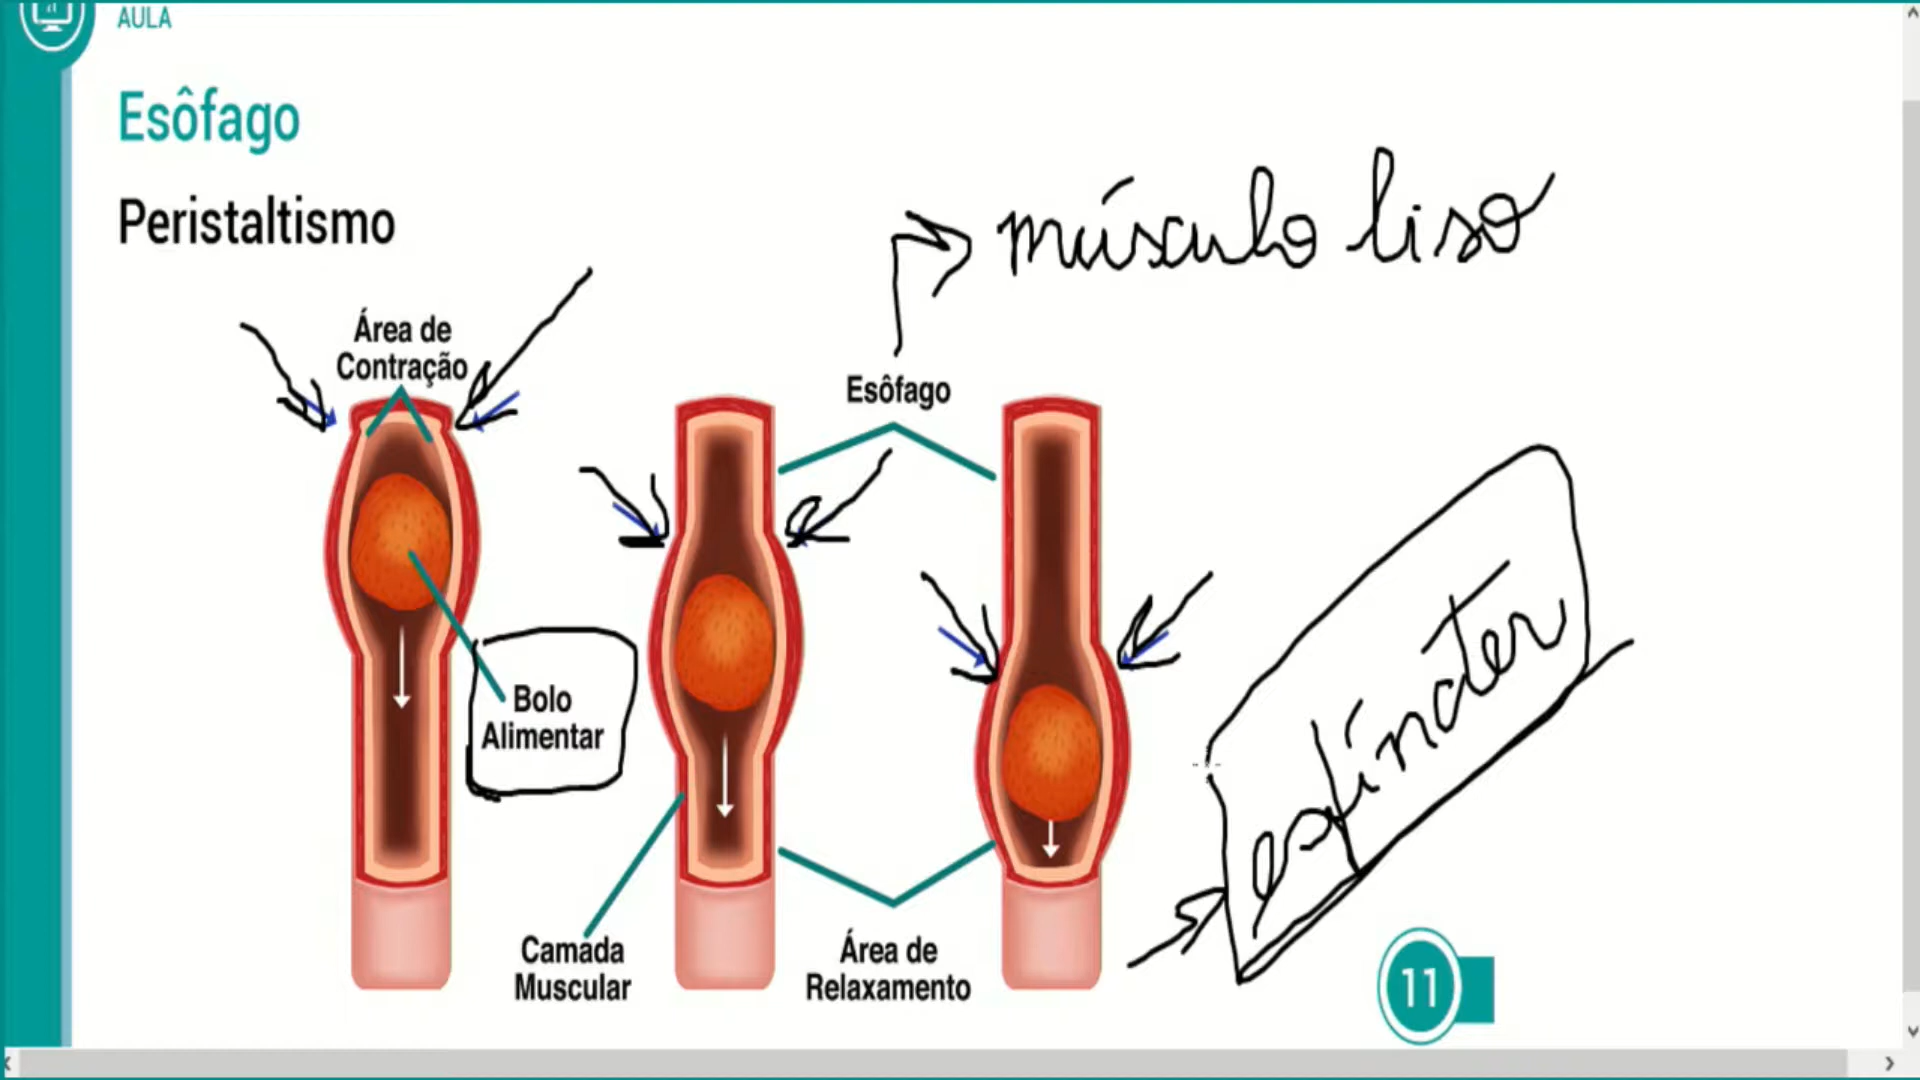 AULA
Esôfago
Peristaltismo
músculo liso
Área de
Contração
Esôfago
Bolo
Alimentar
esfíncter
Camada
Muscular
Área de
Relaxamento
11